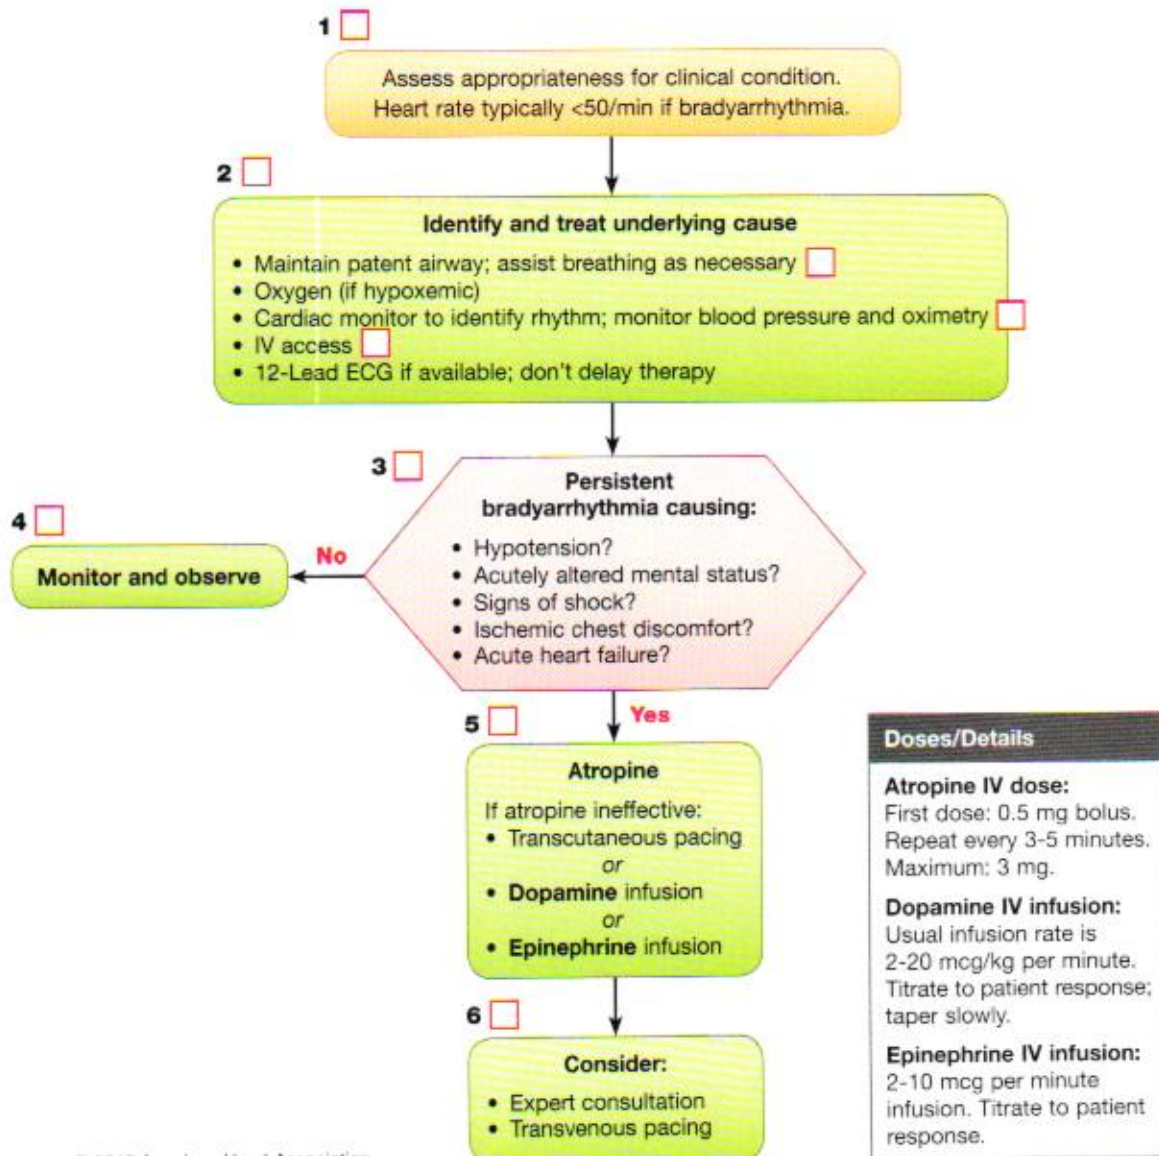 1
Assess appropriateness for clinical condition.
Heart rate typically <50/min if bradyarrhythmia.
2
Identify and treat underlying cause
• Maintain patent airway; assist breathing as necessary
• Oxygen (if hypoxemic)
• Cardiac monitor to identify rhythm; monitor blood pressure and oximetry
• IV access
• 12-Lead ECG if available; don't delay therapy
3
Persistent
bradyarrhythmia causing:
• Hypotension?
• Acutely altered mental status?
• Signs of shock?
• Ischemic chest discomfort?
• Acute heart failure?
4
No
Monitor and observe
Yes
5
Atropine
If atropine ineffective:
• Transcutaneous pacing
or
• Dopamine infusion
or
• Epinephrine infusion
6
Consider:
• Expert consultation
• Transvenous pacing
Doses/Details
Atropine IV dose:
First dose: 0.5 mg bolus.
Repeat every 3-5 minutes.
Maximum: 3 mg.
Dopamine IV infusion:
Usual infusion rate is
2-20 mcg/kg per minute.
Titrate to patient response;
taper slowly.
Epinephrine IV infusion:
2-10 mcg per minute
infusion. Titrate to patient
response.